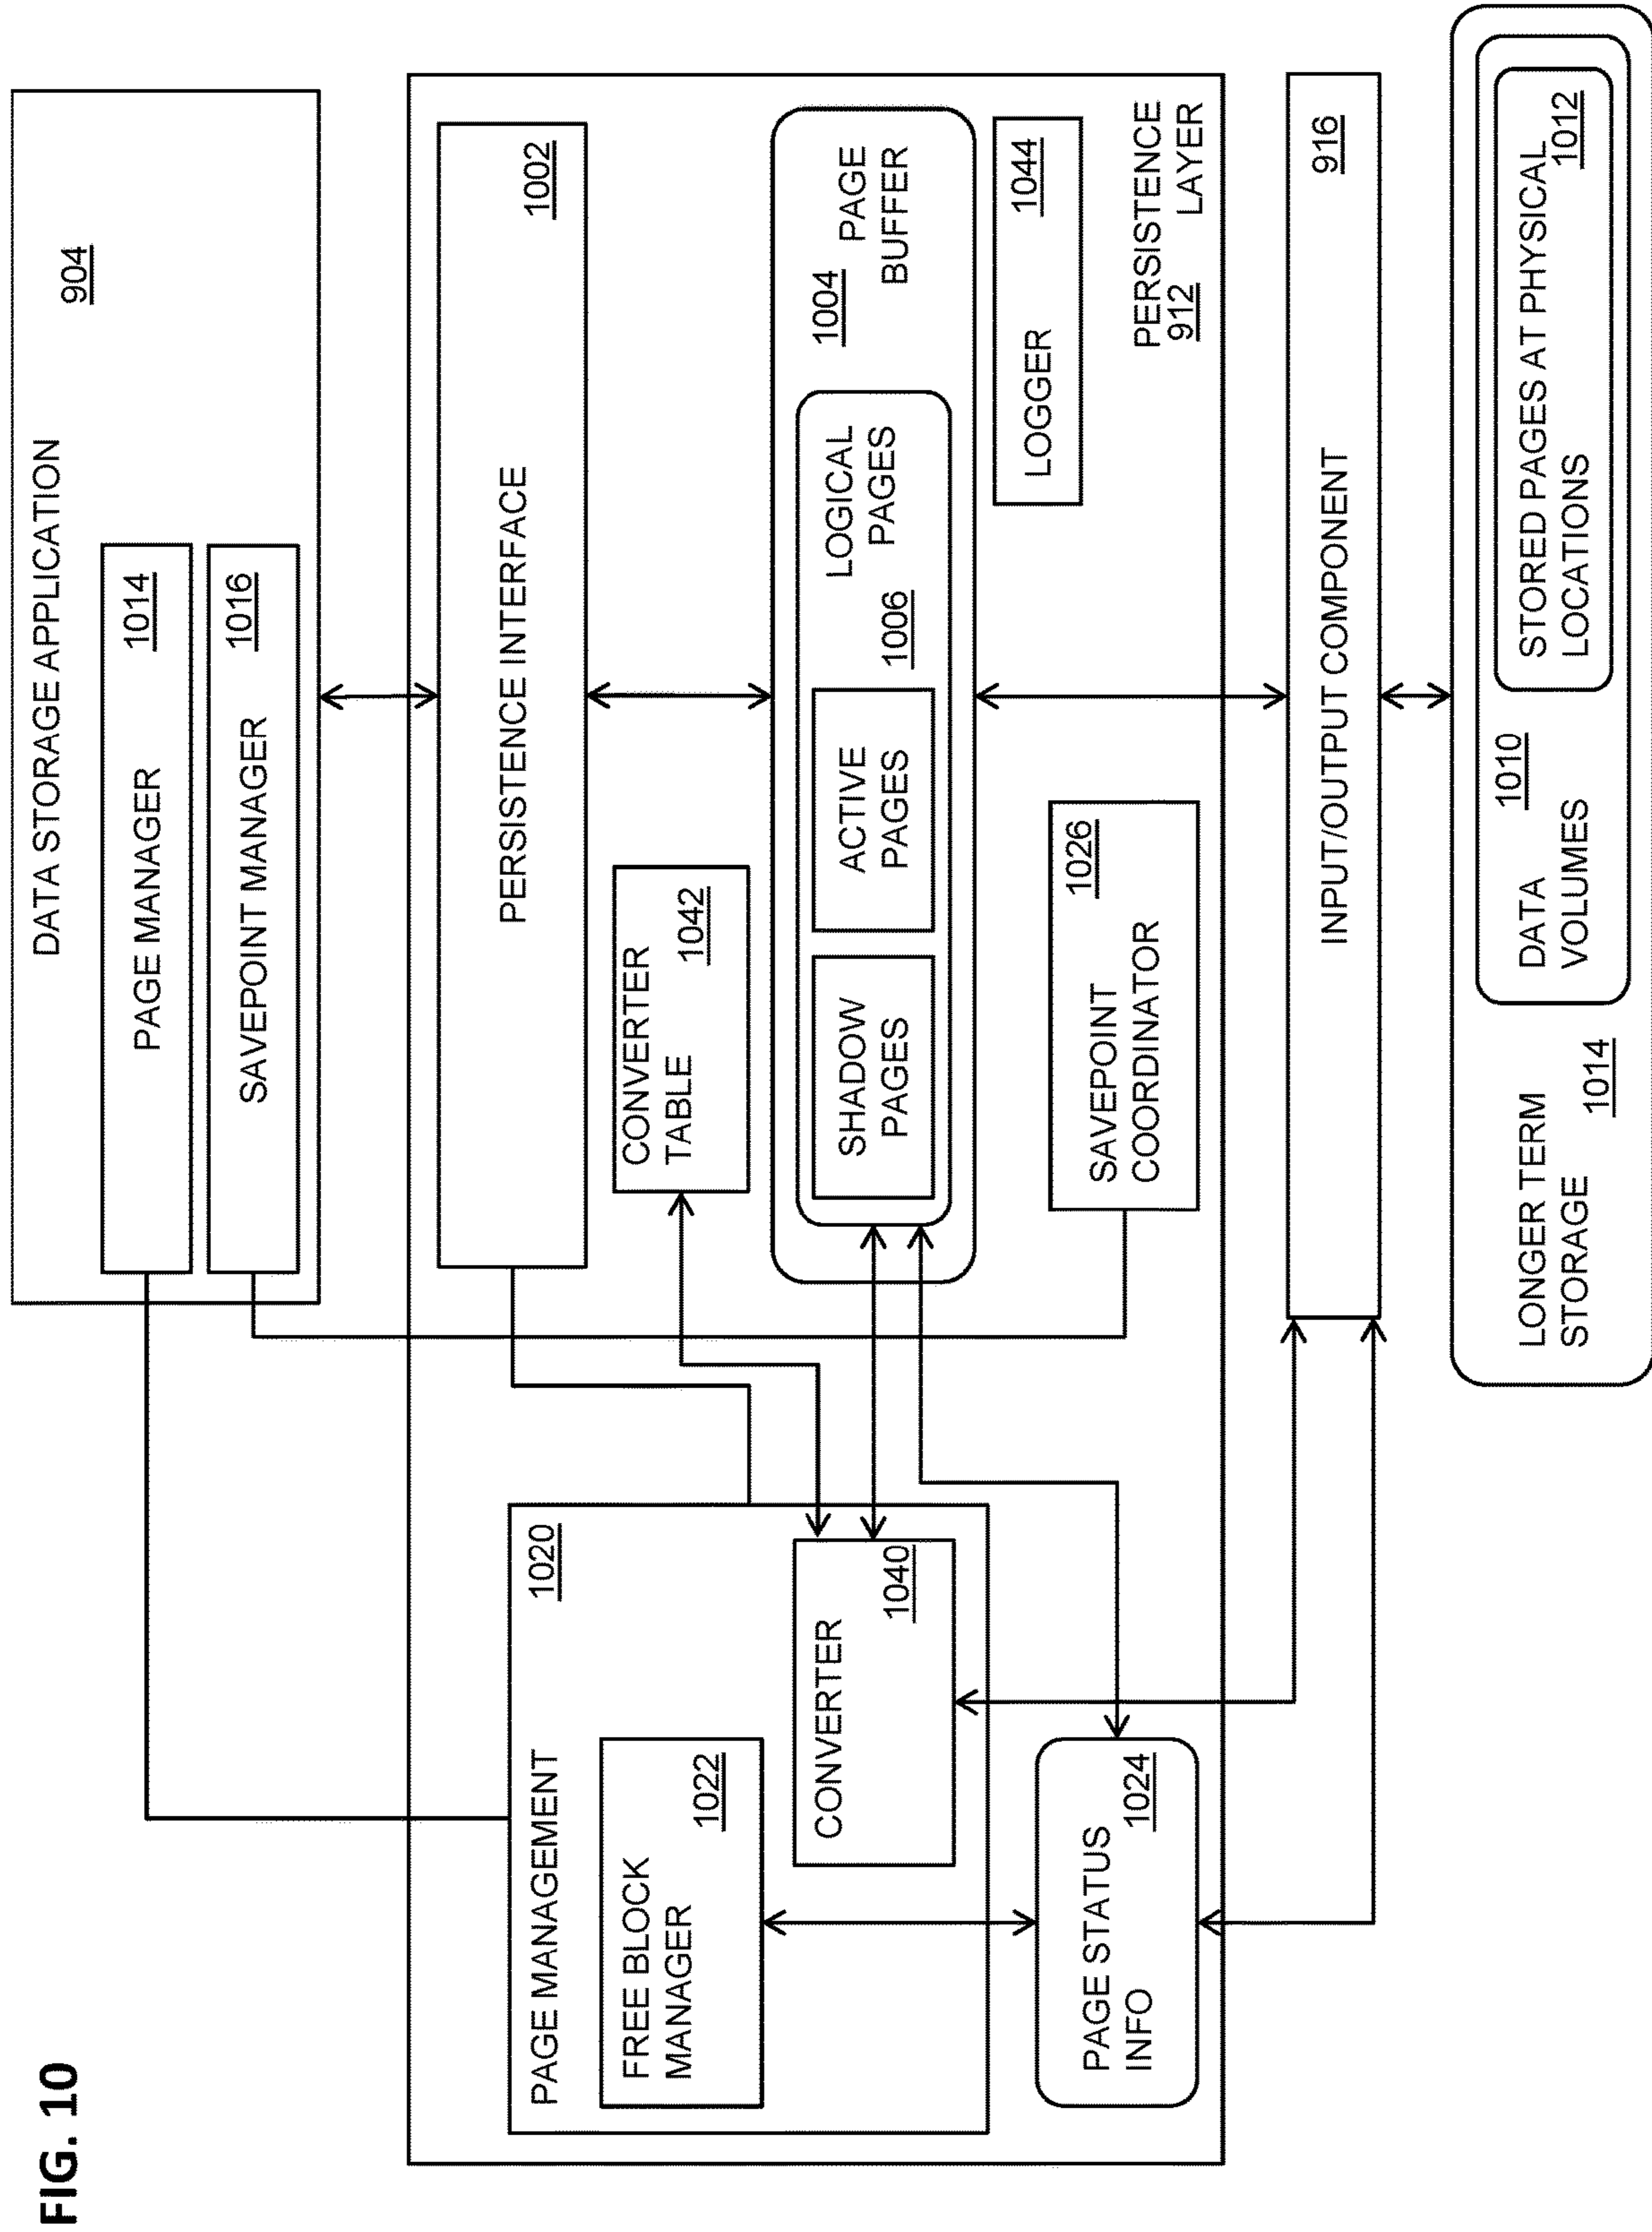 FIG. 10
DATA STORAGE APPLICATION
904
PAGE MANAGER
1014
SAVEPOINT MANAGER
1016
PERSISTENCE INTERFACE
1002
PAGE MANAGEMENT
1020
FREE BLOCK
MANAGER
1022
CONVERTER
1040
CONVERTER
TABLE
1042
1004
PAGE
BUFFER
LOGICAL
PAGES
1006
SHADOW
PAGES
ACTIVE
PAGES
PAGE STATUS
INFO
1024
SAVEPOINT
COORDINATOR
1026
LOGGER
1044
PERSISTENCE
LAYER
912
INPUT/OUTPUT COMPONENT
916
LONGER TERM
STORAGE
1014
DATA
VOLUMES
1010
STORED PAGES AT PHYSICAL
LOCATIONS
1012